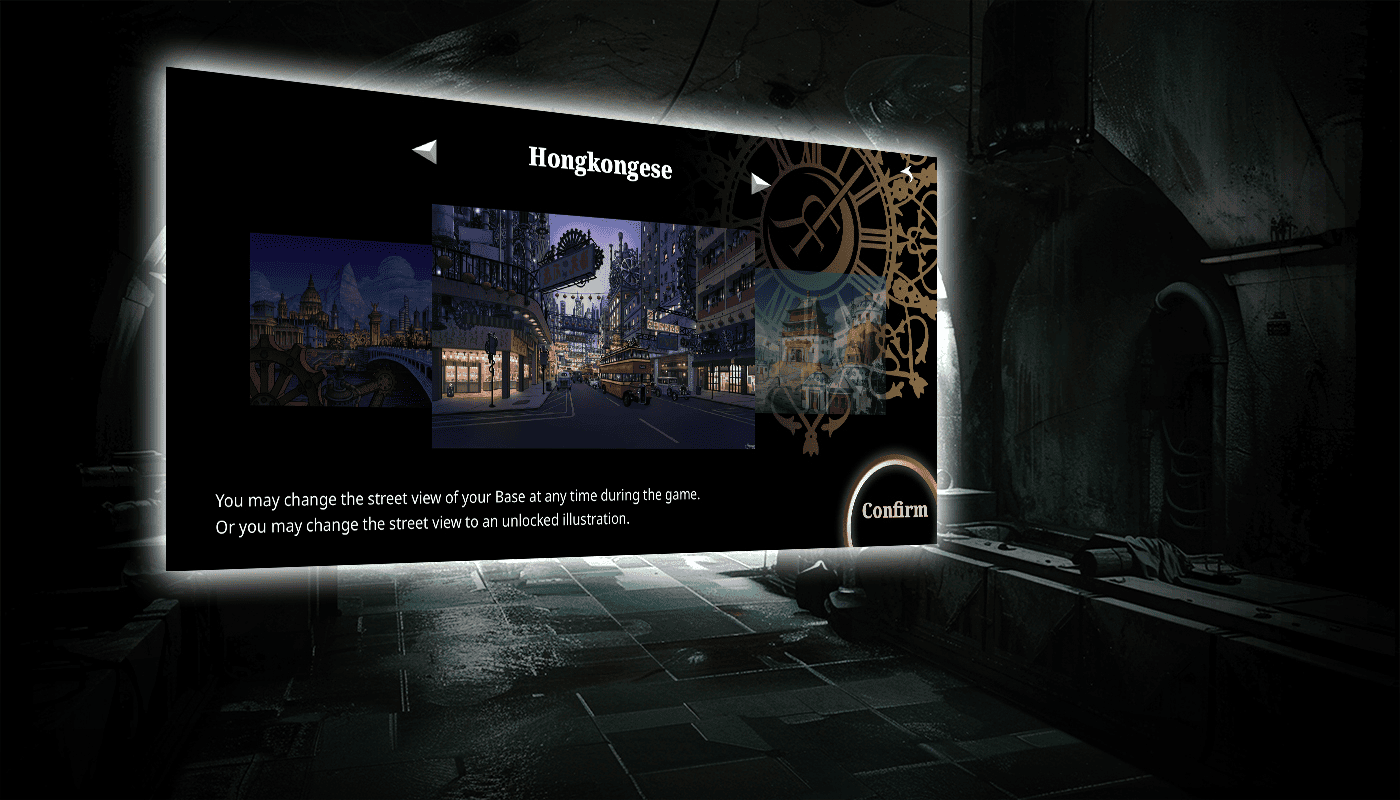 Hongkongese
You may change the street view of your Base at any time during the game.
Or you may change the street view to an unlocked illustration.
Confirm